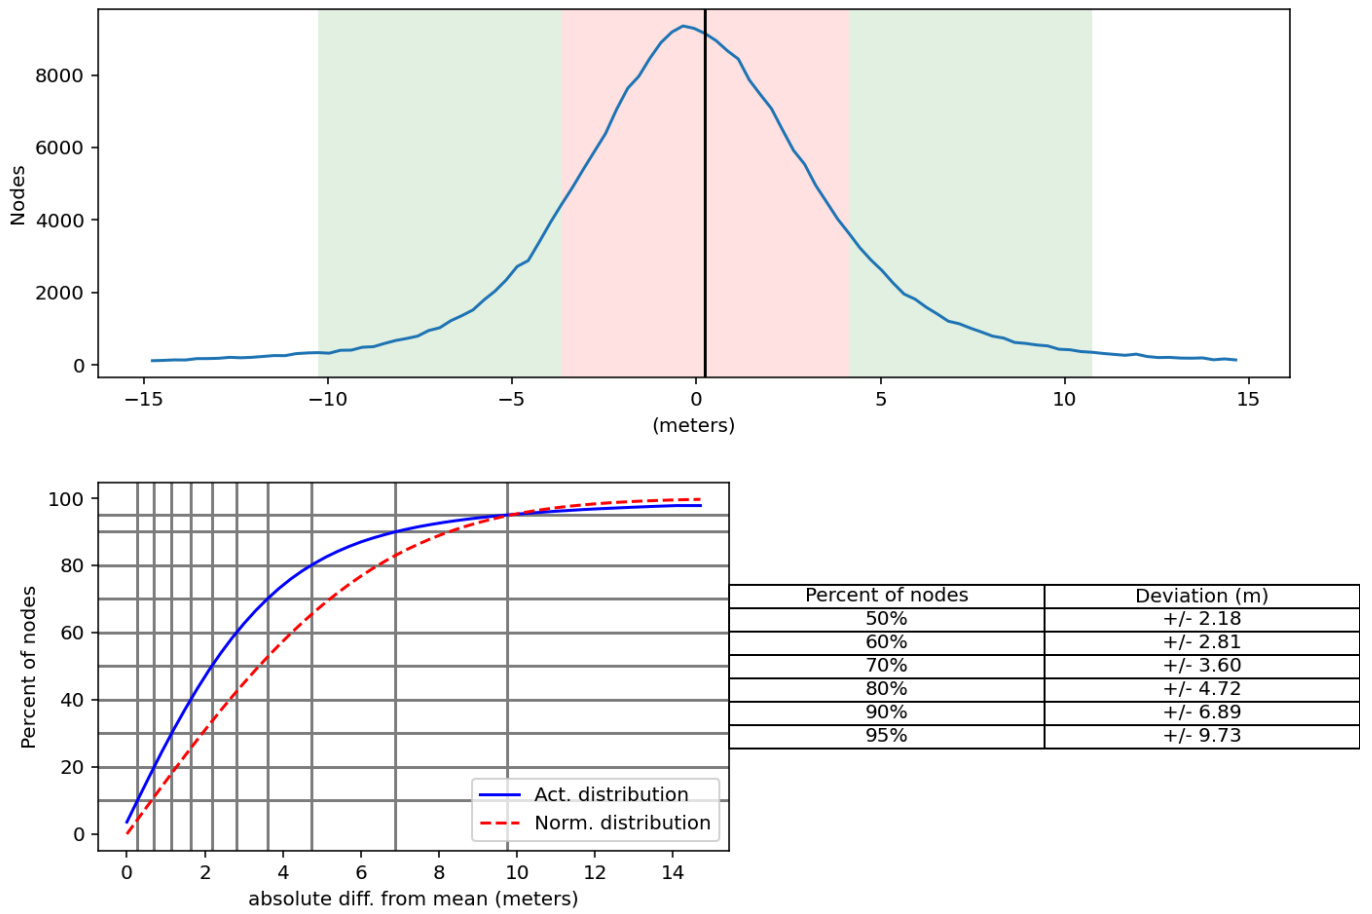 8000
6000
4000
2000
0
Nodes
−15 −10 −5 0 5 10 15
(meters)
100
80
60
40
20
0
Percent of nodes
Act. distribution
Norm. distribution
0 2 4 6 8 10 12 14
absolute diff. from mean (meters)
Percent of nodes Deviation (m)
50% +/- 2.18
60% +/- 2.81
70% +/- 3.60
80% +/- 4.72
90% +/- 6.89
95% +/- 9.73